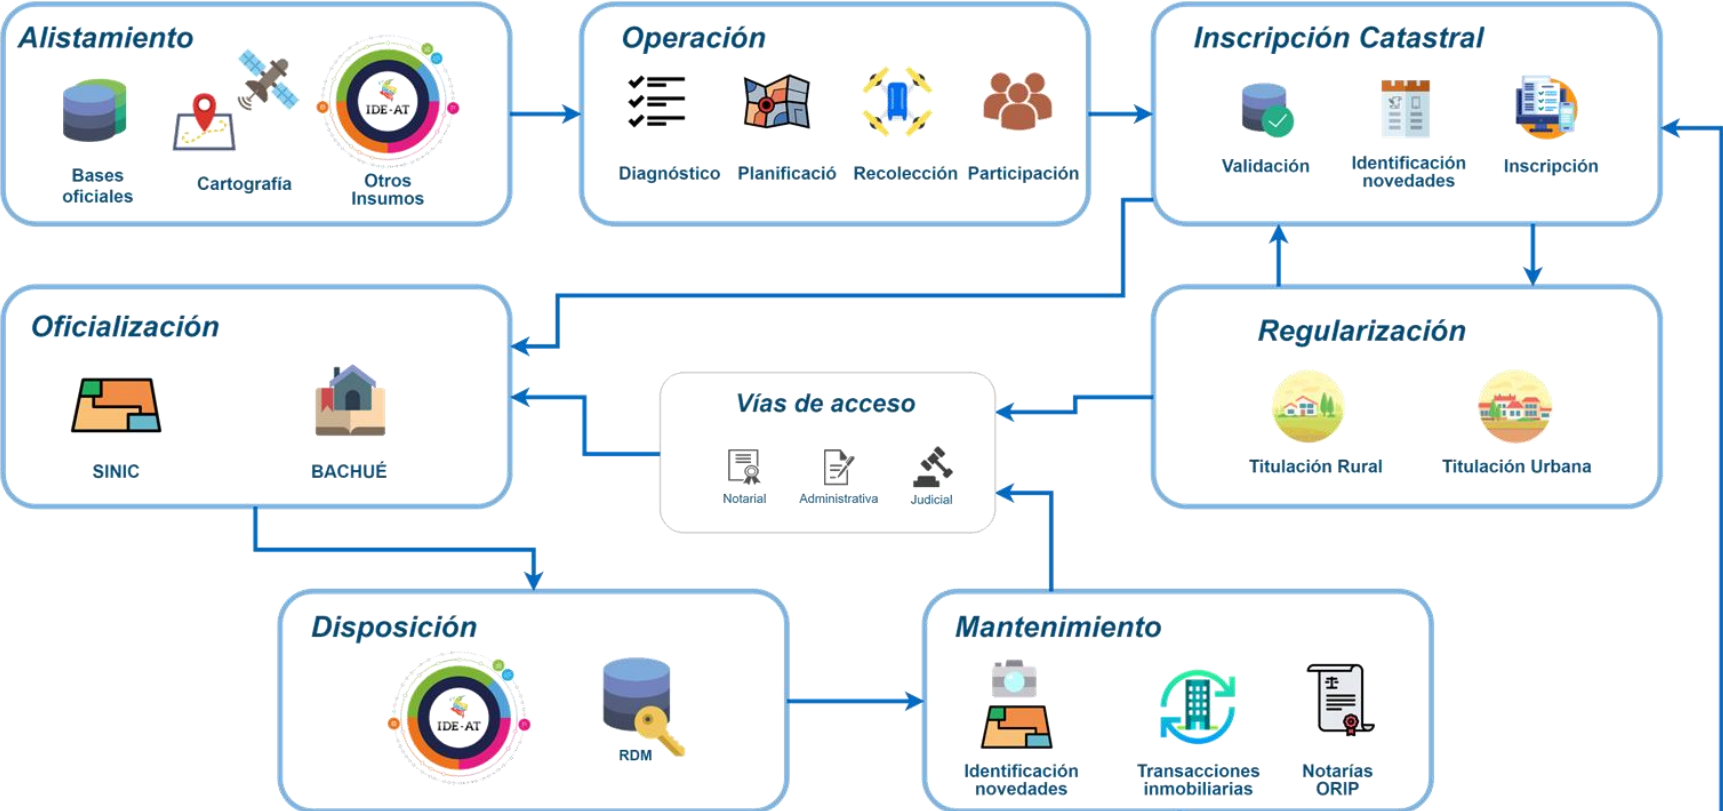 Alistamiento
IDE-AT
Bases
oficiales
Cartografía
Otros
Insumos
Operación
Diagnóstico
Planificació
Recolección
Participación
Inscripción Catastral
Validación
Identificación
novedades
Inscripción
Oficialización
SINIC
BACHUÉ
Vías de acceso
Notarial
Administrativa
Judicial
Regularización
Titulación Rural
Titulación Urbana
Disposición
IDE-AT
RDM
Mantenimiento
Identificación
novedades
Transacciones
inmobiliarias
Notarías
ORIP